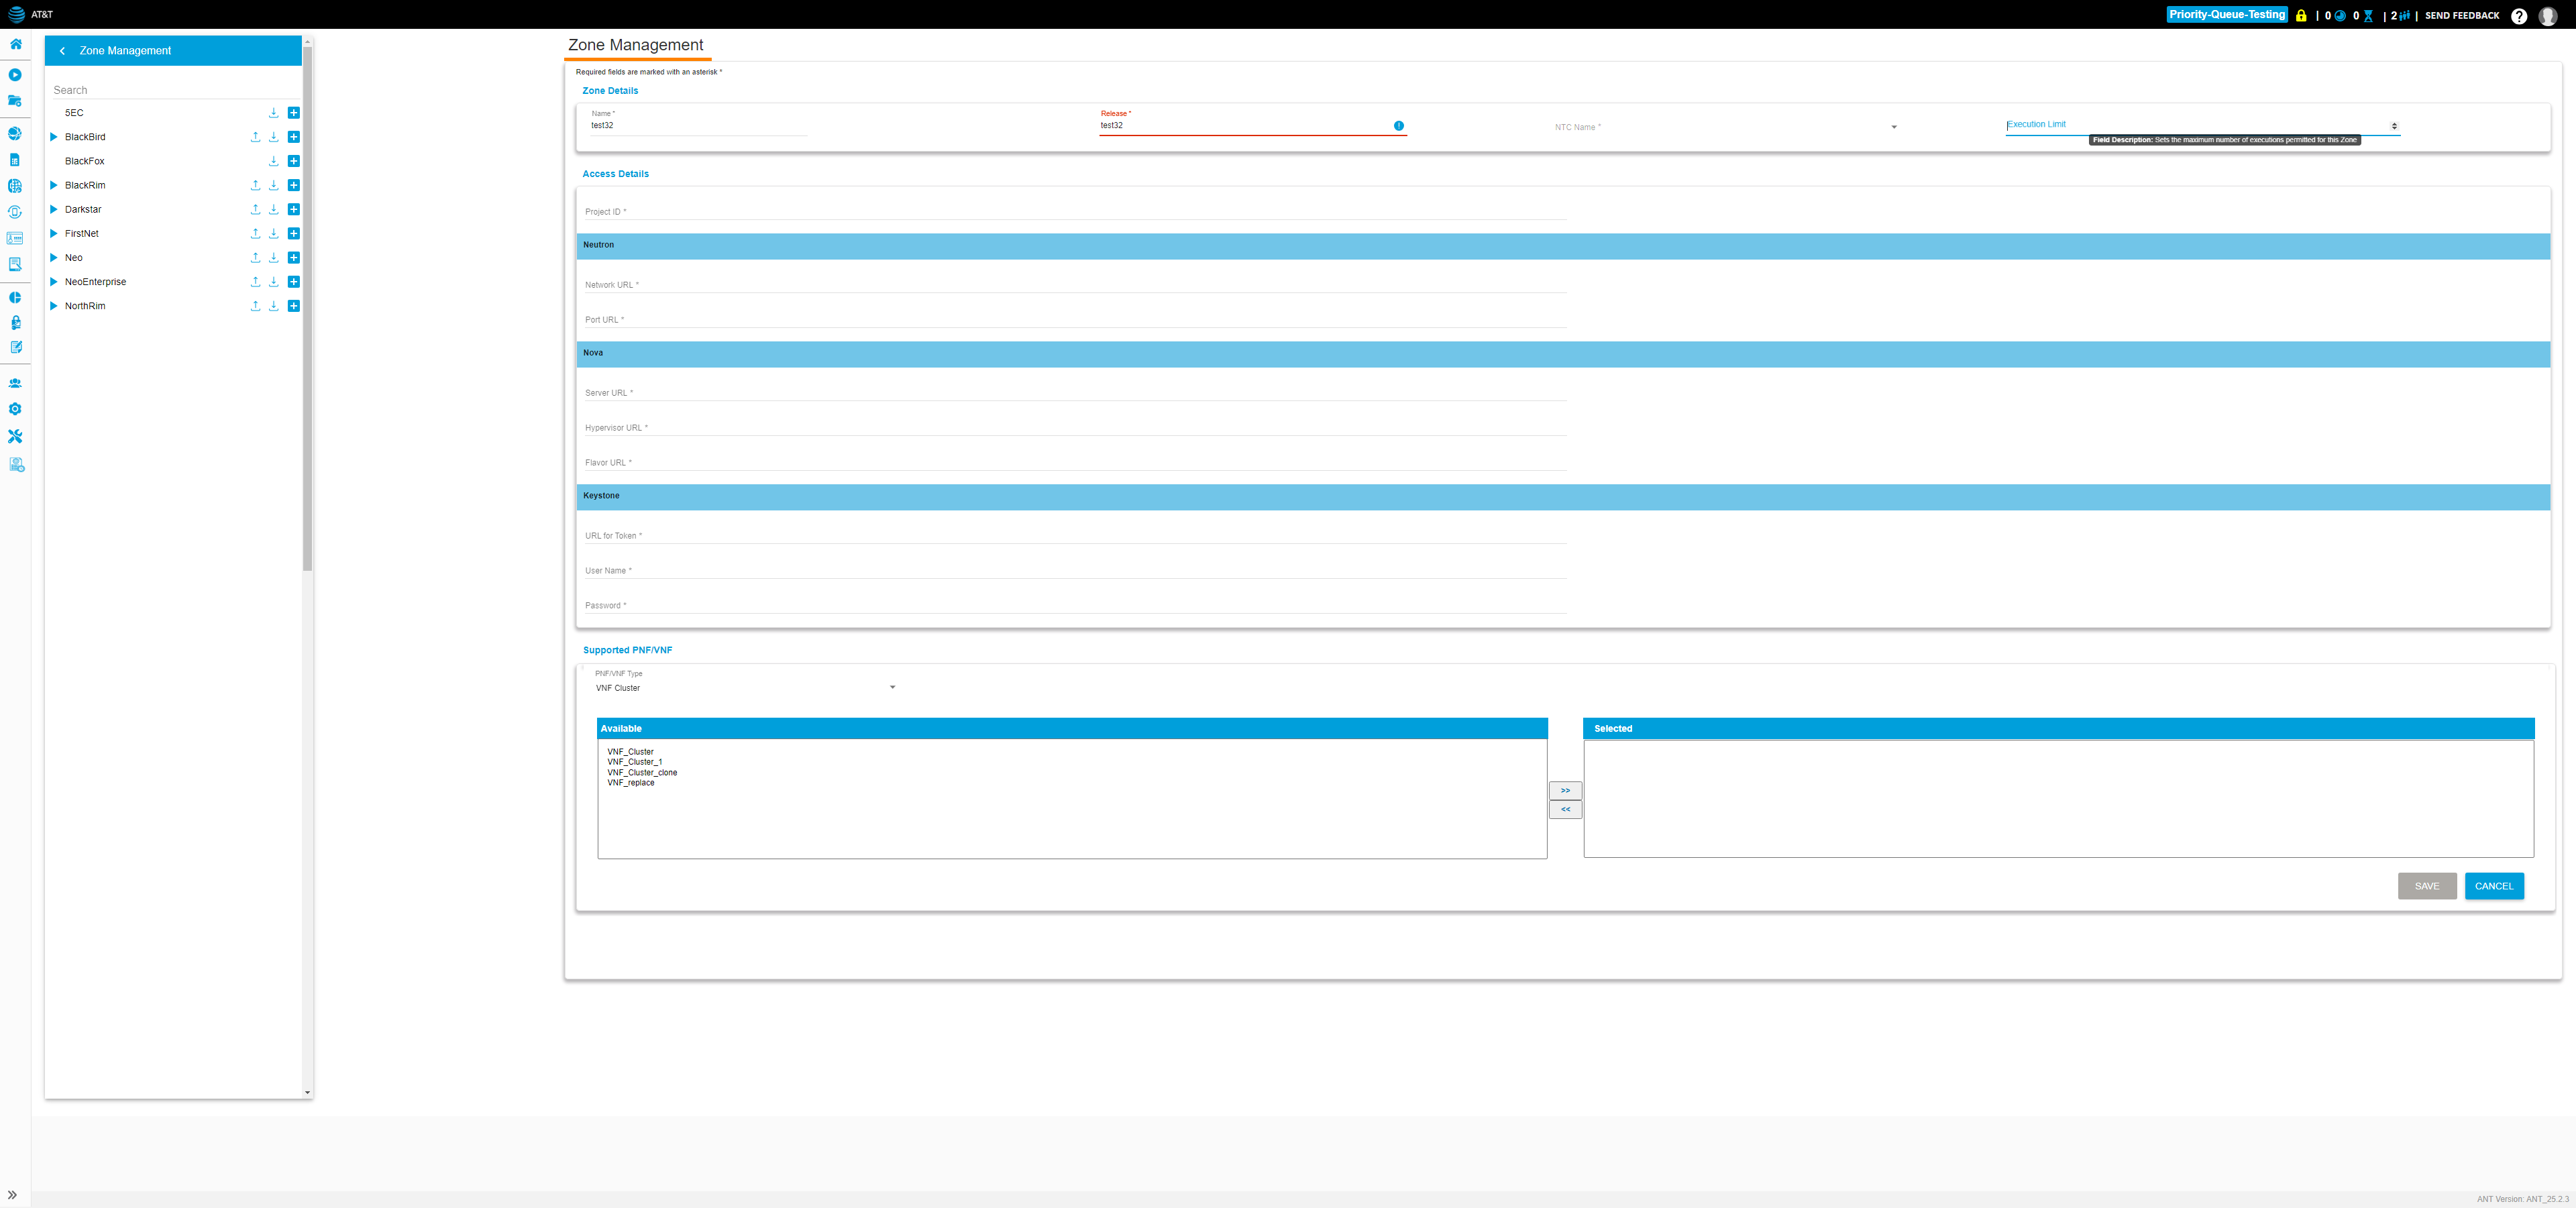 AT&T
Priority-Queue-Testing | 0 0 | 2 | SEND FEEDBACK ?
Zone Management
Search
5EC
BlackBird
BlackFox
BlackRim
Darkstar
FirstNet
Neo
NeoEnterprise
NorthRim
Zone Management
Required fields are marked with an asterisk *
Zone Details
Name *
test32
Release *
test32
NTC Name *
Execution Limit
Field Description: Sets the maximum number of executions permitted for this Zone
Access Details
Project ID *
Neutron
Network URL *
Port URL *
Nova
Server URL *
Hypervisor URL *
Flavor URL *
Keystone
URL for Token *
User Name *
Password *
Supported PNF/VNF
PNF/VNF Type
VNF Cluster
Available
VNF_Cluster
VNF_Cluster_1
VNF_Cluster_clone
VNF_replace
>>
<<
Selected
SAVE CANCEL
ANT Version: ANT_25.2.3